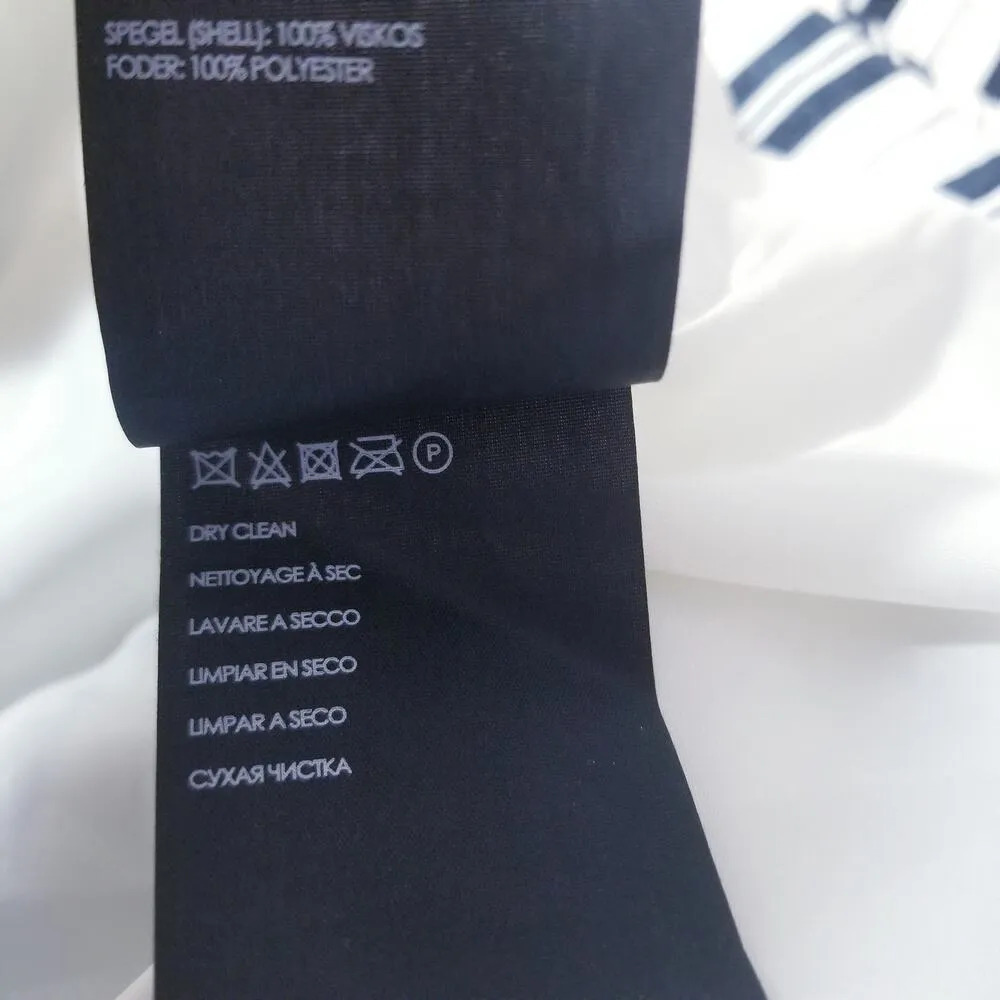 SPEGEL (SHELL): 100% VISKOS
FODER: 100% POLYESTER
P
DRY CLEAN
NETTOYAGE À SEC
LAVARE A SECCO
LIMPIAR EN SECO
LIMPAR A SECO
СУХАЯ ЧИСТКА